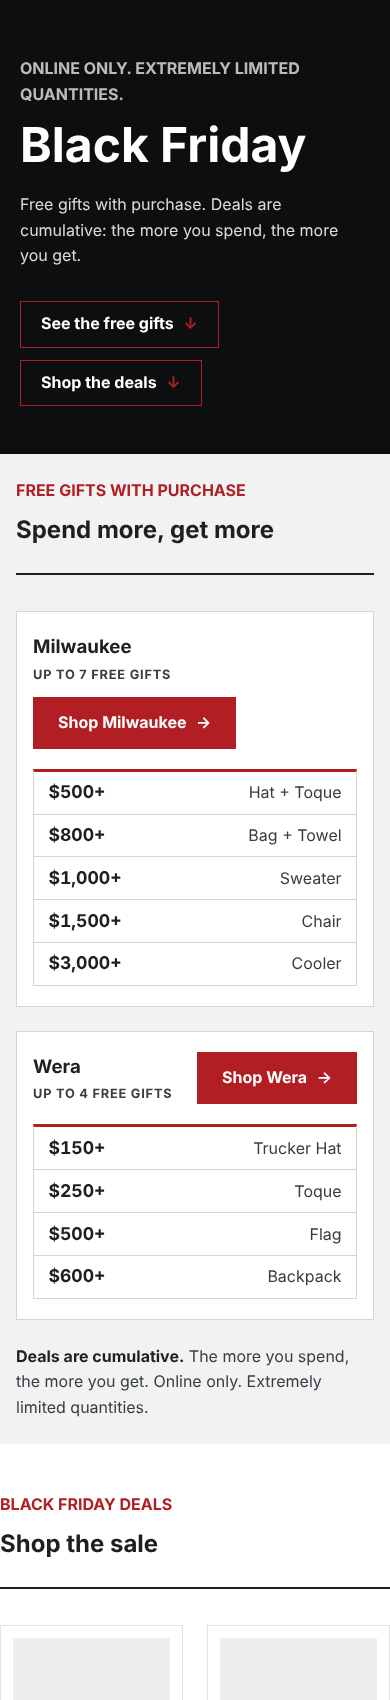 ONLINE ONLY. EXTREMELY LIMITED
QUANTITIES.
Black Friday
Free gifts with purchase. Deals are
cumulative: the more you spend, the more
you get.
See the free gifts ↓
Shop the deals ↓
FREE GIFTS WITH PURCHASE
Spend more, get more
Milwaukee
UP TO 7 FREE GIFTS
Shop Milwaukee →
$500+ Hat + Toque
$800+ Bag + Towel
$1,000+ Sweater
$1,500+ Chair
$3,000+ Cooler
Wera
UP TO 4 FREE GIFTS
Shop Wera →
$150+ Trucker Hat
$250+ Toque
$500+ Flag
$600+ Backpack
Deals are cumulative. The more you spend,
the more you get. Online only. Extremely
limited quantities.
BLACK FRIDAY DEALS
Shop the sale